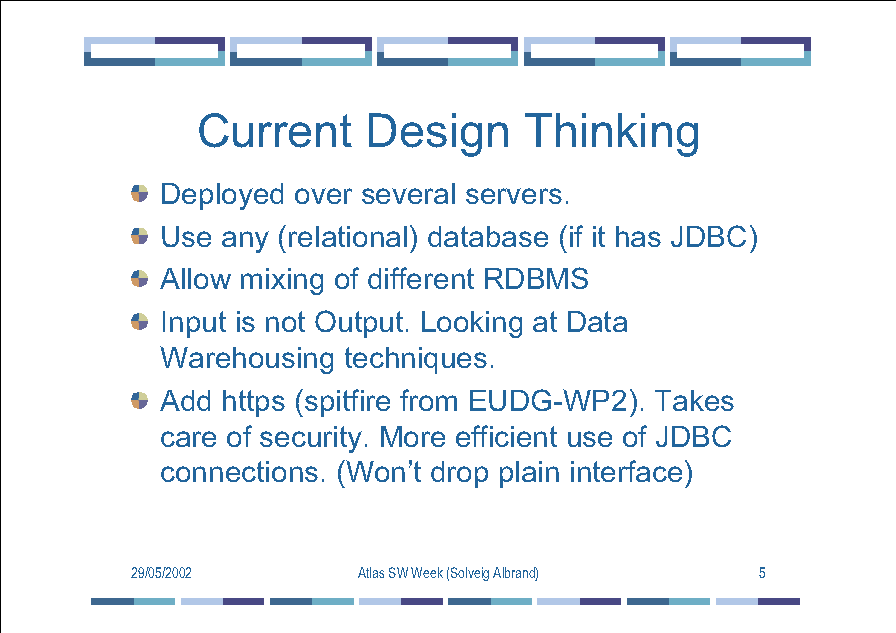 Current Design Thinking
Deployed over several servers.
Use any (relational) database (if it has JDBC)
Allow mixing of different RDBMS
Input is not Output. Looking at Data
Warehousing techniques.
Add https (spitfire from EUDG-WP2). Takes
care of security. More efficient use of JDBC
connections. (Won't drop plain interface)
29/05/2002
Atlas SW Week (Solveig Albrand)
5